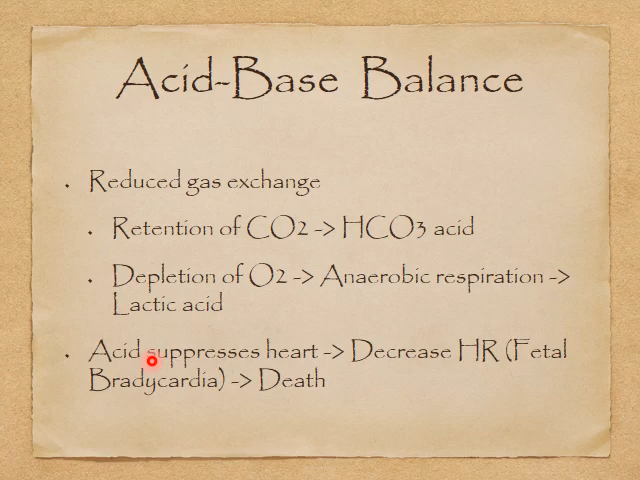 Acid-Base Balance
• Reduced gas exchange
• Retention of CO2 -> HCO3 acid
• Depletion of O2 -> Anaerobic respiration ->
Lactic acid
• Acid suppresses heart -> Decrease HR (Fetal
Bradycardia) -> Death